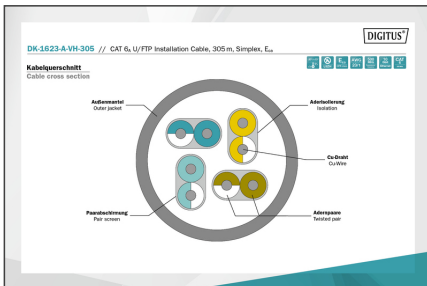 DIGITUS®
DK-1623-A-VH-305 // CAT 6A U/FTP Installation Cable, 305 m, Simplex, Eca
Kabelquerschnitt
Cable cross section
Außenmantel
Outer jacket
Aderisolierung
Isolation
Cu-Draht
Cu-Wire
Paarabschirmung
Pair screen
Adernpaare
Twisted pair